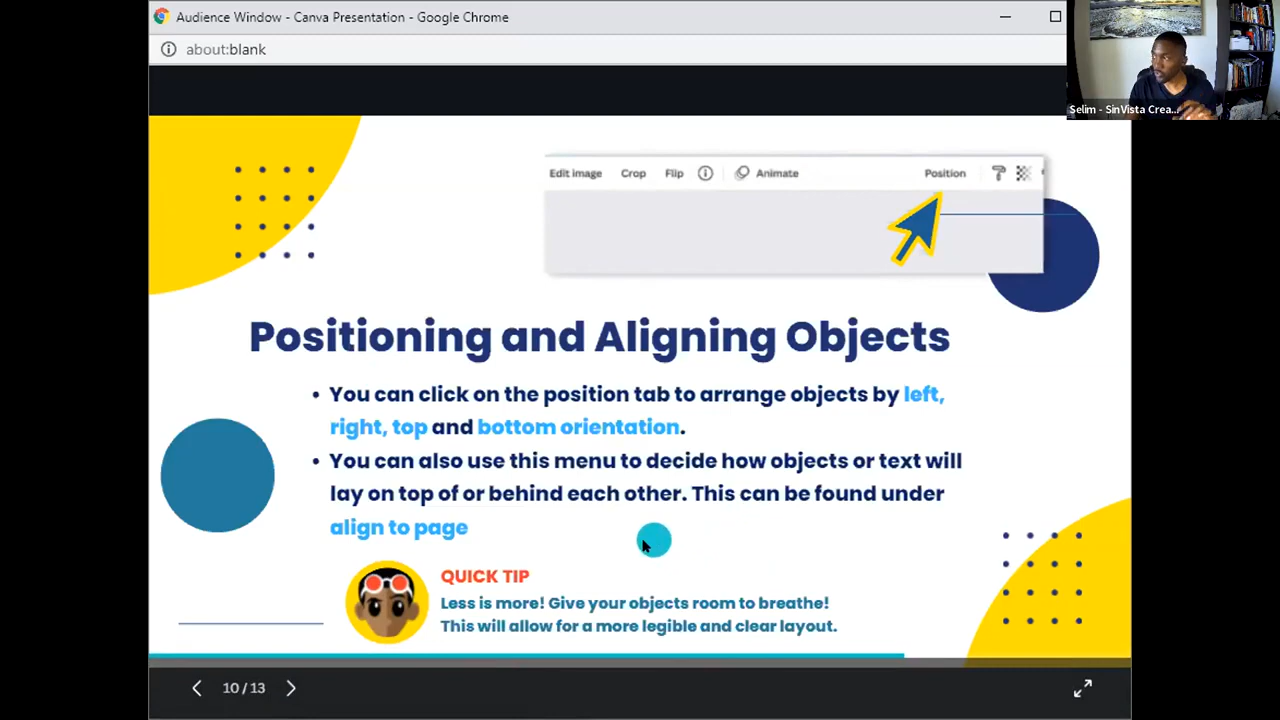 Audience Window - Canva Presentation - Google Chrome
about:blank
Selim - SinVista Crea...
Edit image Crop Flip Animate Position
Positioning and Aligning Objects
• You can click on the position tab to arrange objects by left,
right, top and bottom orientation.
• You can also use this menu to decide how objects or text will
lay on top of or behind each other. This can be found under
align to page
QUICK TIP
Less is more! Give your objects room to breathe!
This will allow for a more legible and clear layout.
10 / 13